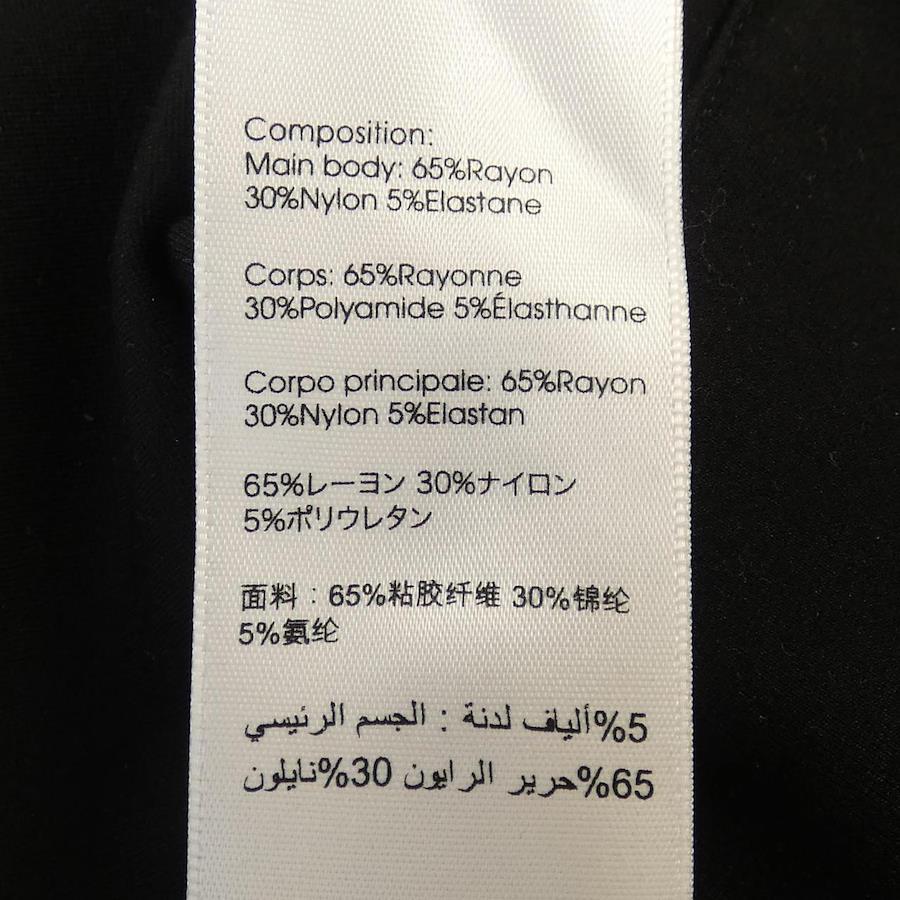 Composition:
Main body: 65%Rayon
30%Nylon 5%Elastane
Corps: 65%Rayonne
30%Polyamide 5%Élasthanne
Corpo principale: 65%Rayon
30%Nylon 5%Elastan
65%レーヨン 30%ナイロン
5%ポリウレタン
面料：65%粘胶纤维 30%锦纶
5%氨纶
5%ألياف لدنة : الجسم الرئيسي
65%حرير الرايون 30%نايلون